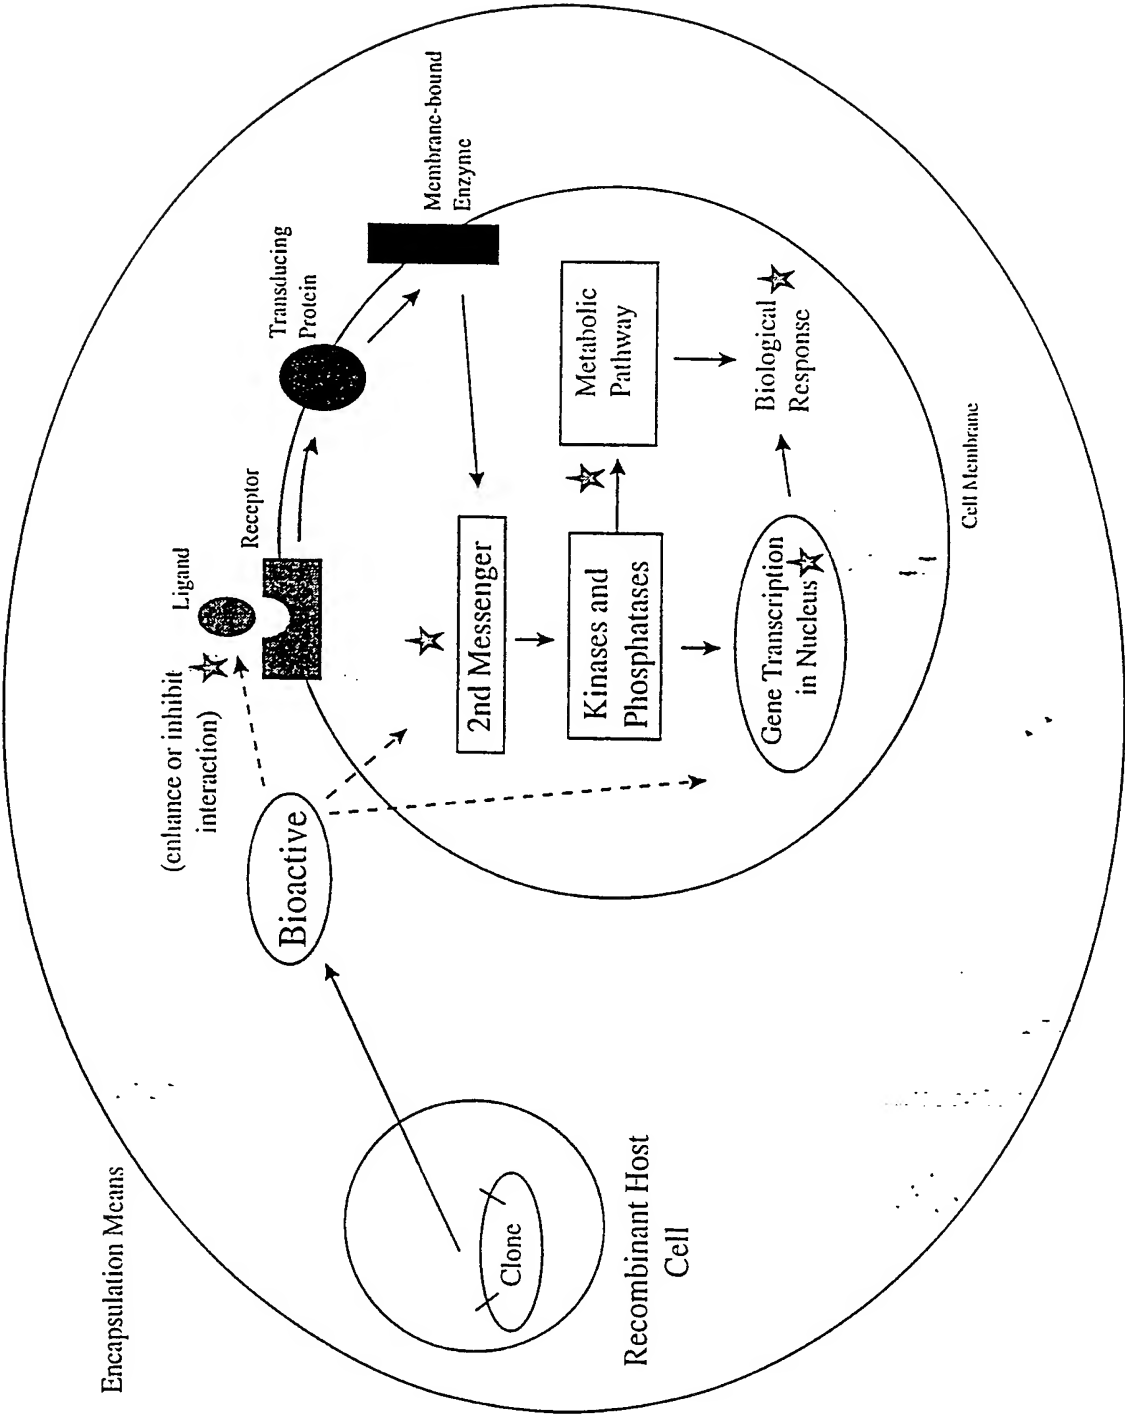 Encapsulation Means
(enhance or inhibit
interaction)
Ligand
Receptor
Transducing
Protein
Membrane-bound
Enzyme
Bioactive
2nd Messenger
Kinases and
Phosphatases
Metabolic
Pathway
Gene Transcription
in Nucleus
Biological
Response
Cell Membrane
Clone
Recombinant Host
Cell